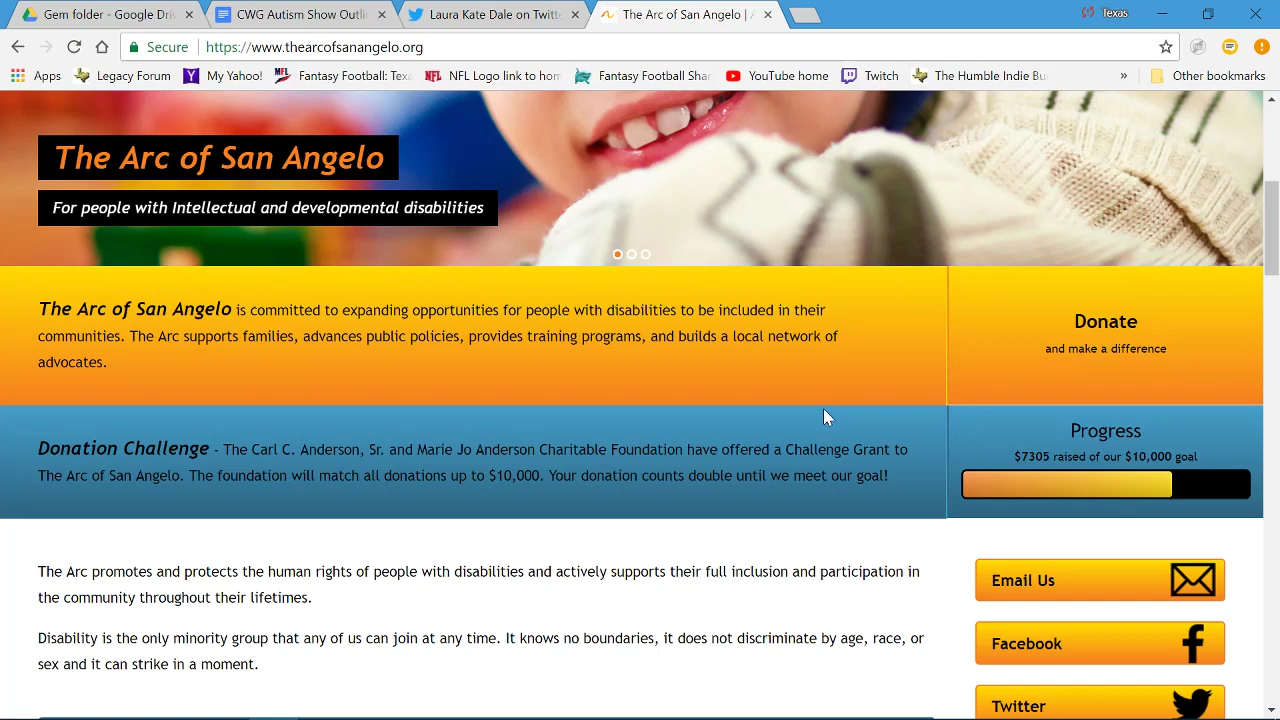 Gem folder - Google Dri
CWG Autism Show Outli
Laura Kate Dale on Twitt
The Arc of San Angelo |
Texas
Secure
https://www.thearcofsanangelo.org
Apps
Legacy Forum
My Yahoo!
Fantasy Football: Tex
NFL Logo link to hom
Fantasy Football Shar
YouTube home
Twitch
The Humble Indie Bu
»
Other bookmarks
The Arc of San Angelo
For people with Intellectual and developmental disabilities
The Arc of San Angelo is committed to expanding opportunities for people with disabilities to be included in their
communities. The Arc supports families, advances public policies, provides training programs, and builds a local network of
advocates.
Donate
and make a difference
Donation Challenge - The Carl C. Anderson, Sr. and Marie Jo Anderson Charitable Foundation have offered a Challenge Grant to
The Arc of San Angelo. The foundation will match all donations up to $10,000. Your donation counts double until we meet our goal!
Progress
$7305 raised of our $10,000 goal
The Arc promotes and protects the human rights of people with disabilities and actively supports their full inclusion and participation in
the community throughout their lifetimes.
Disability is the only minority group that any of us can join at any time. It knows no boundaries, it does not discriminate by age, race, or
sex and it can strike in a moment.
Email Us
Facebook
Twitter